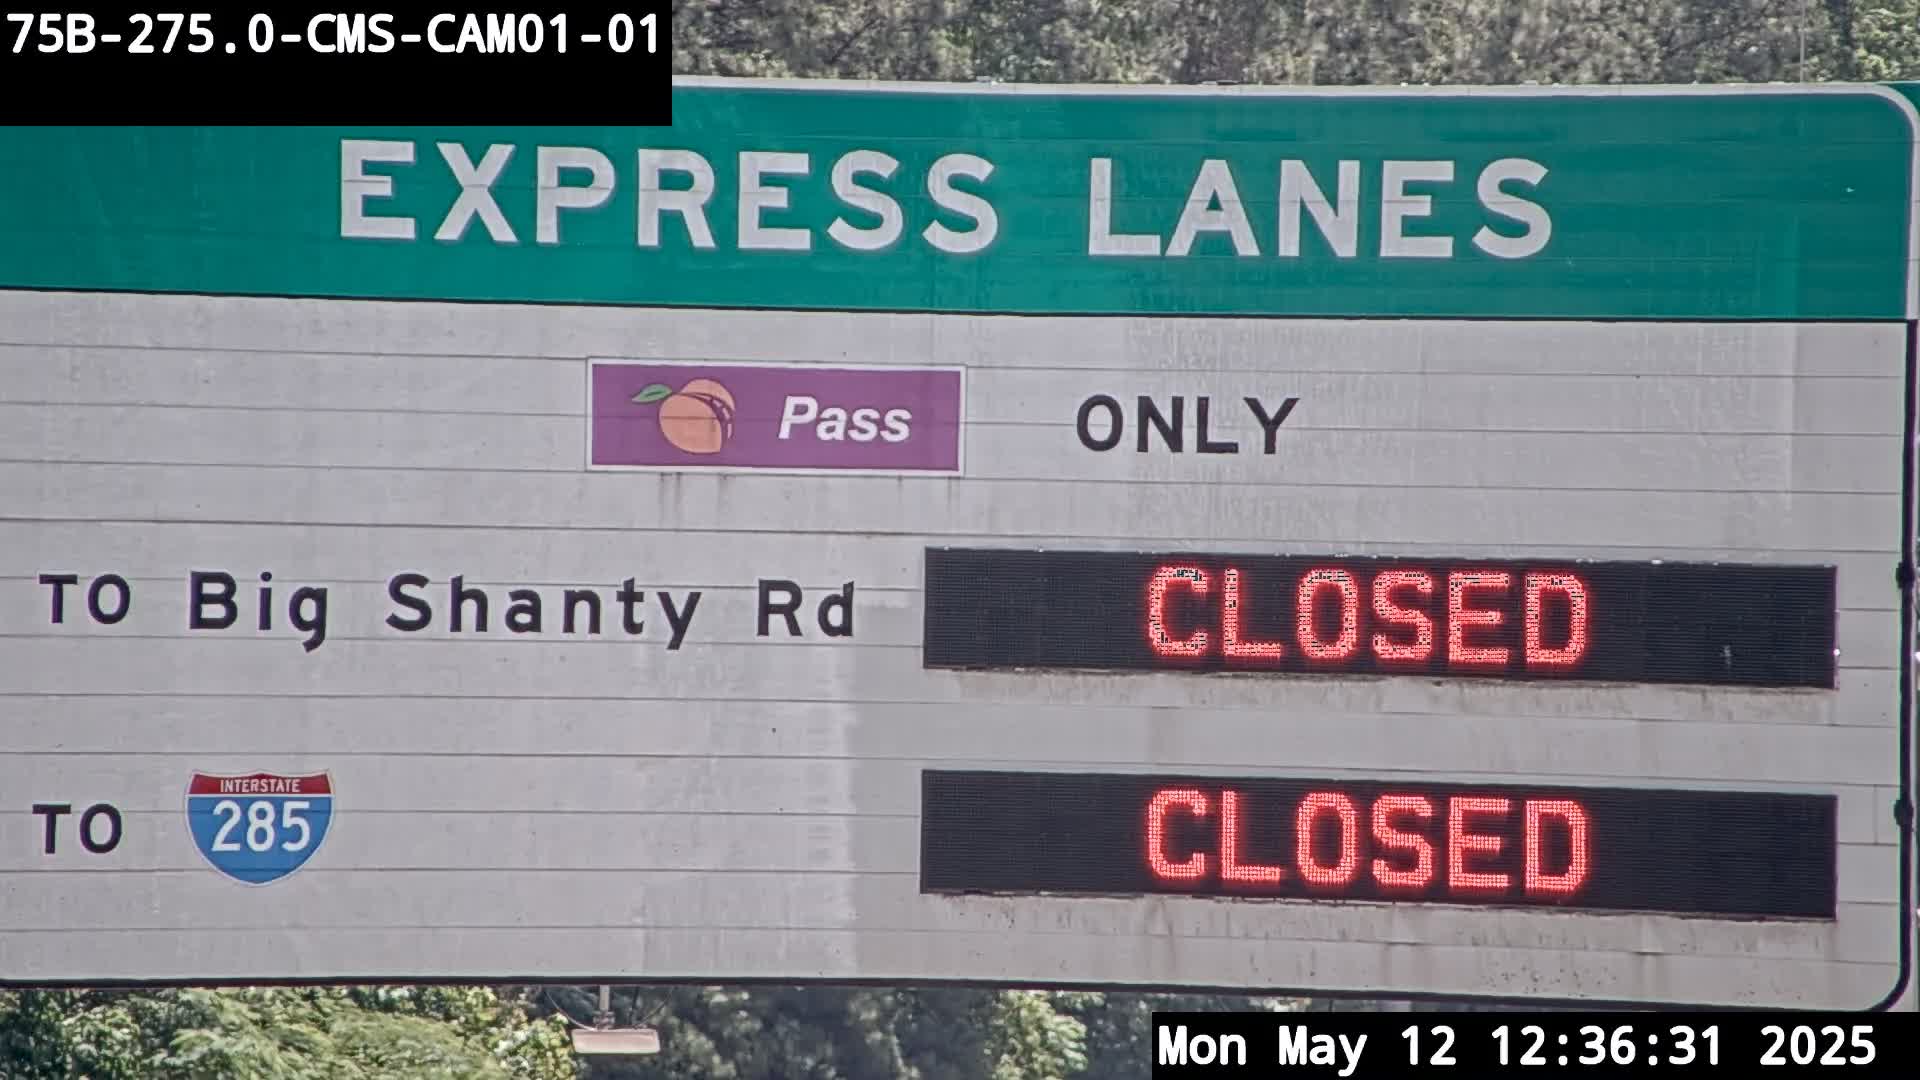 75B-275.0-CMS-CAM01-01
EXPRESS LANES
Pass ONLY
TO Big Shanty Rd CLOSED
INTERSTATE
TO 285 CLOSED
Mon May 12 12:36:31 2025